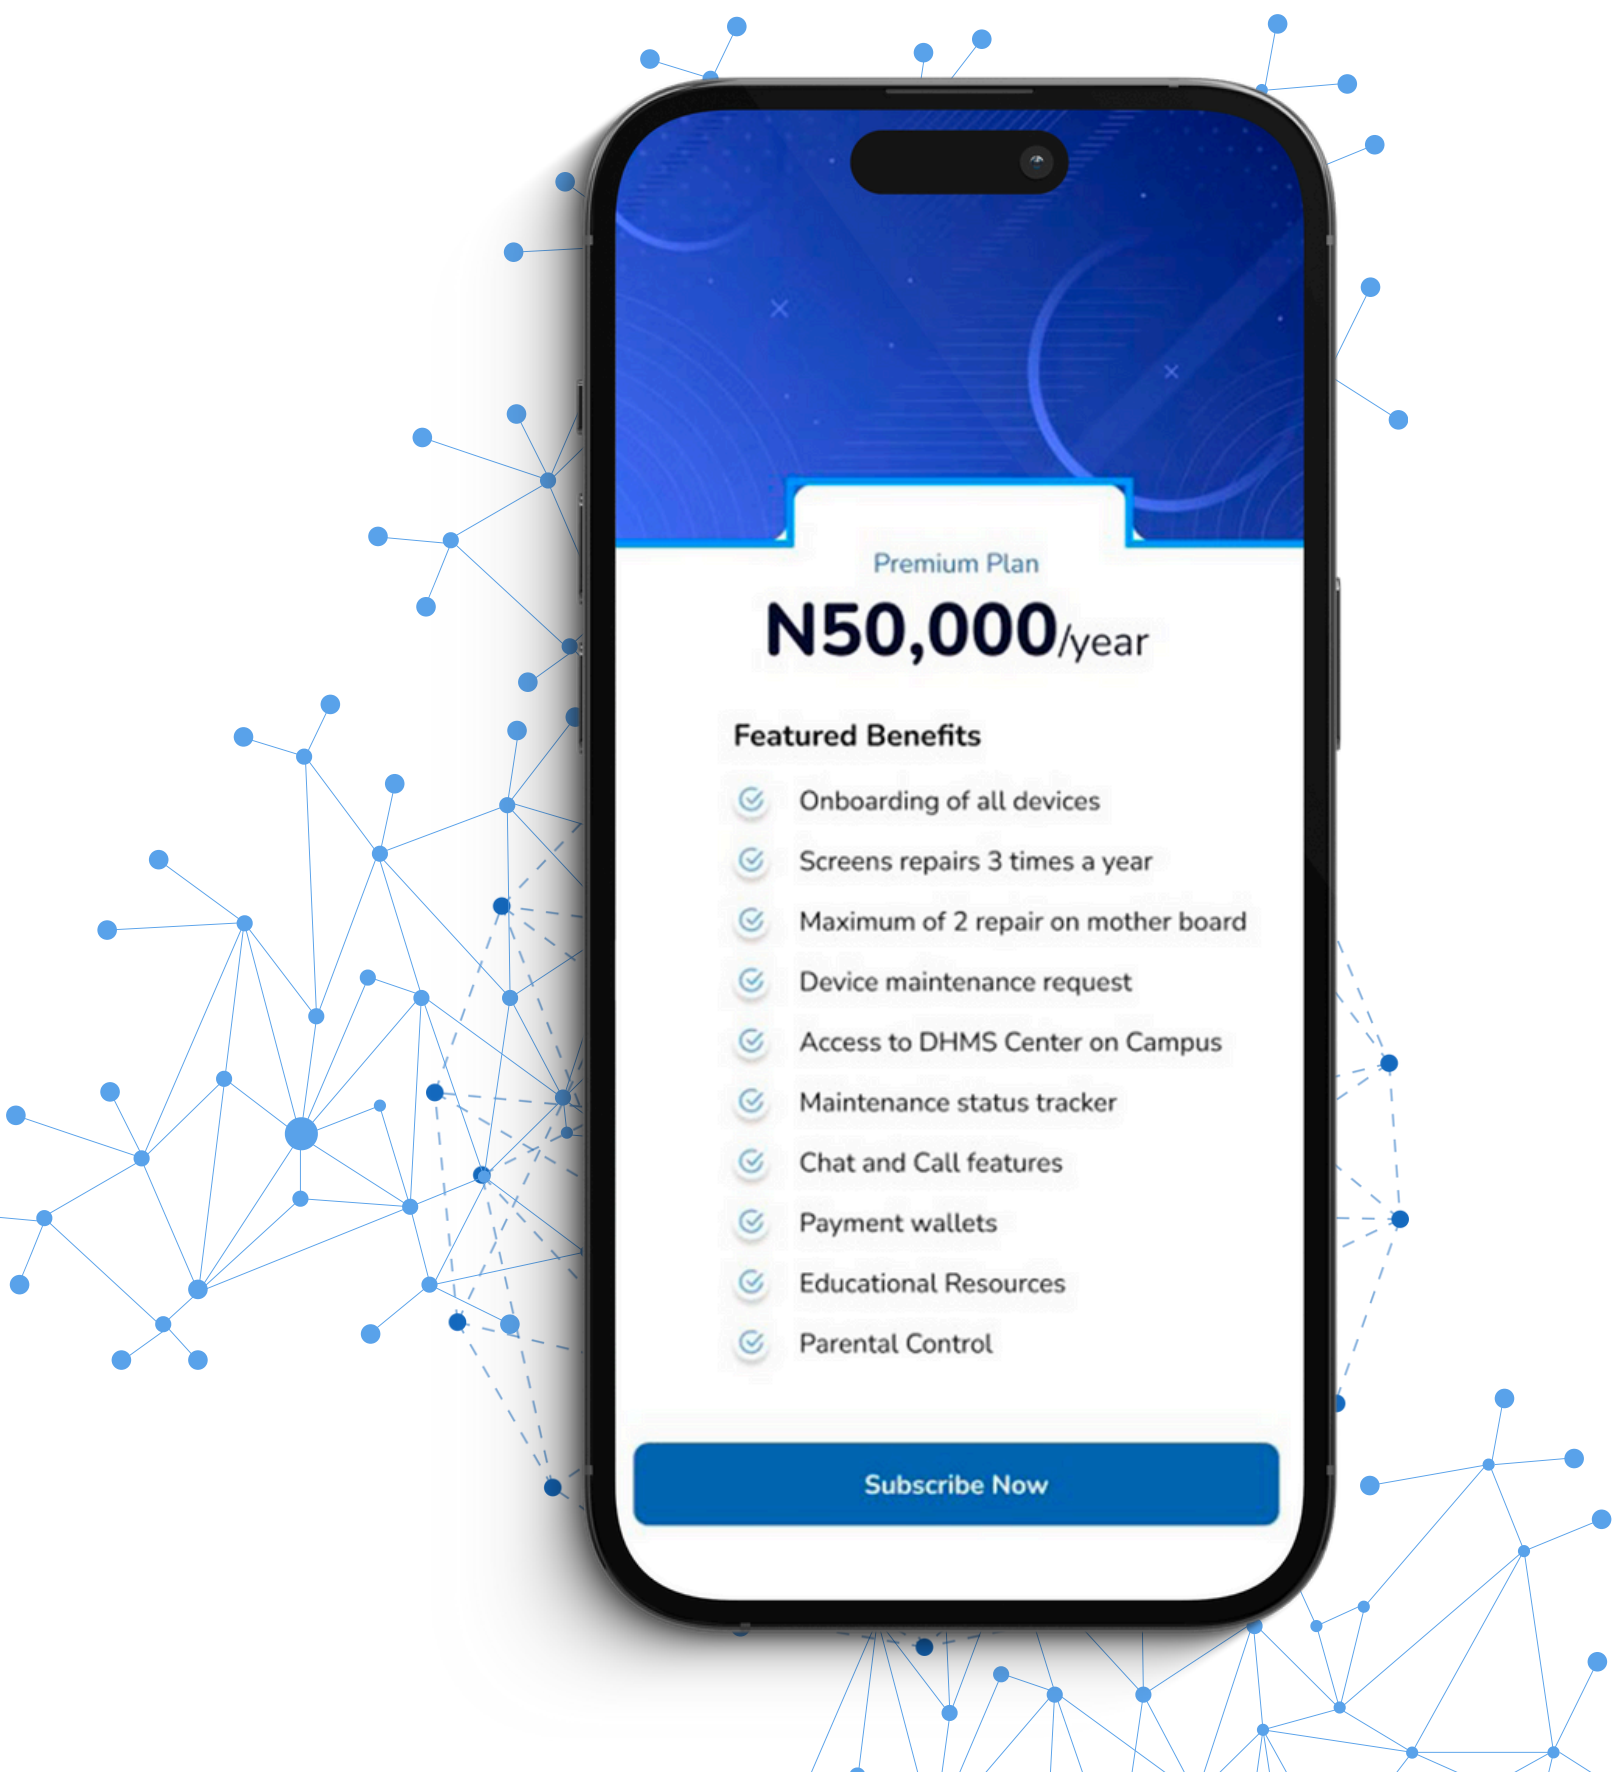 Premium Plan
N50,000/year
Featured Benefits
Onboarding of all devices
Screens repairs 3 times a year
Maximum of 2 repair on mother board
Device maintenance request
Access to DHMS Center on Campus
Maintenance status tracker
Chat and Call features
Payment wallets
Educational Resources
Parental Control
Subscribe Now